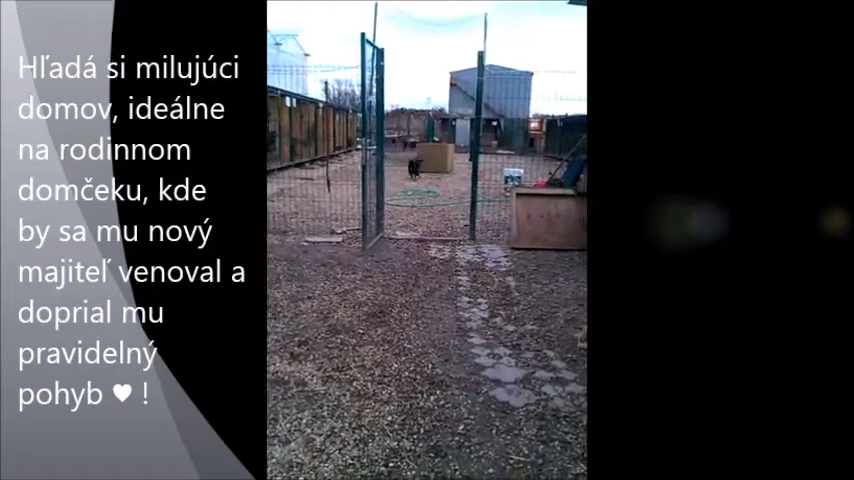 Hľadá si milujúci
domov, ideálne
na rodinnom
domčeku, kde
by sa mu nový
majiteľ venoval a
doprial mu
pravidelný
pohyb ♥ !